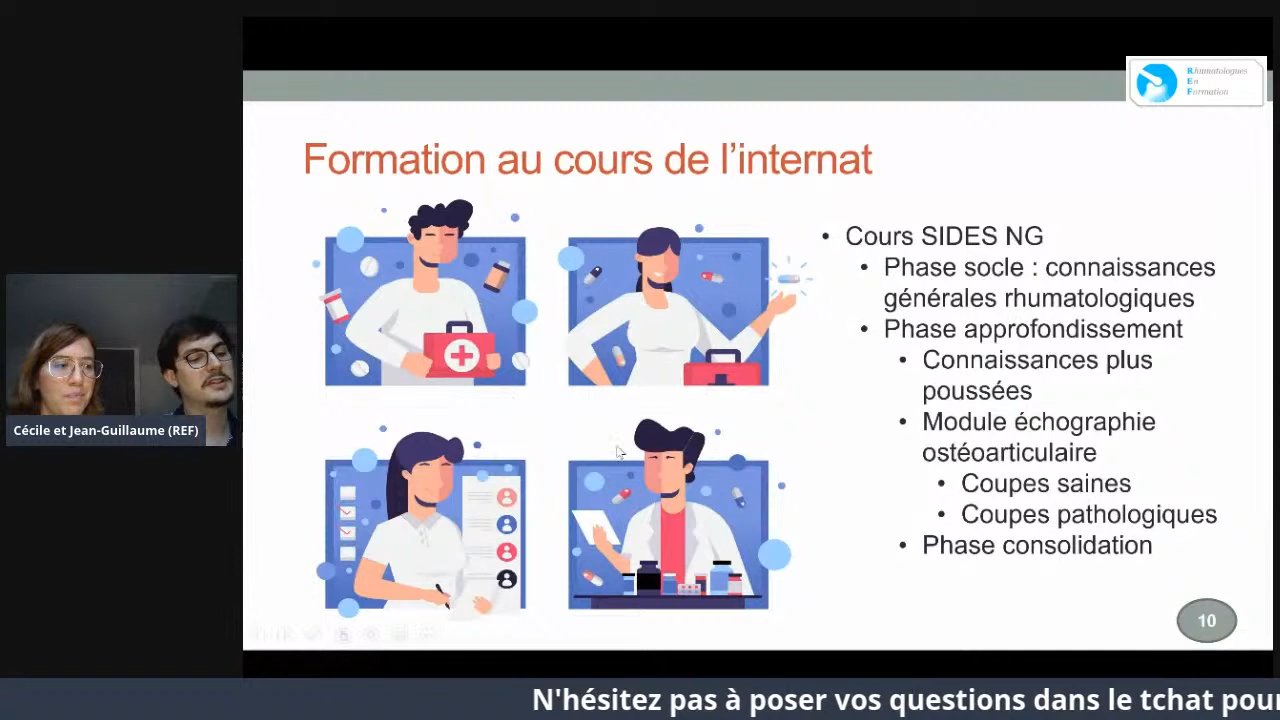 Rhumatologues
En
Formation
Formation au cours de l'internat
• Cours SIDES NG
• Phase socle : connaissances
générales rhumatologiques
• Phase approfondissement
• Connaissances plus
poussées
• Module échographie
ostéoarticulaire
• Coupes saines
• Coupes pathologiques
• Phase consolidation
10
Cécile et Jean-Guillaume (REF)
N'hésitez pas à poser vos questions dans le tchat pour